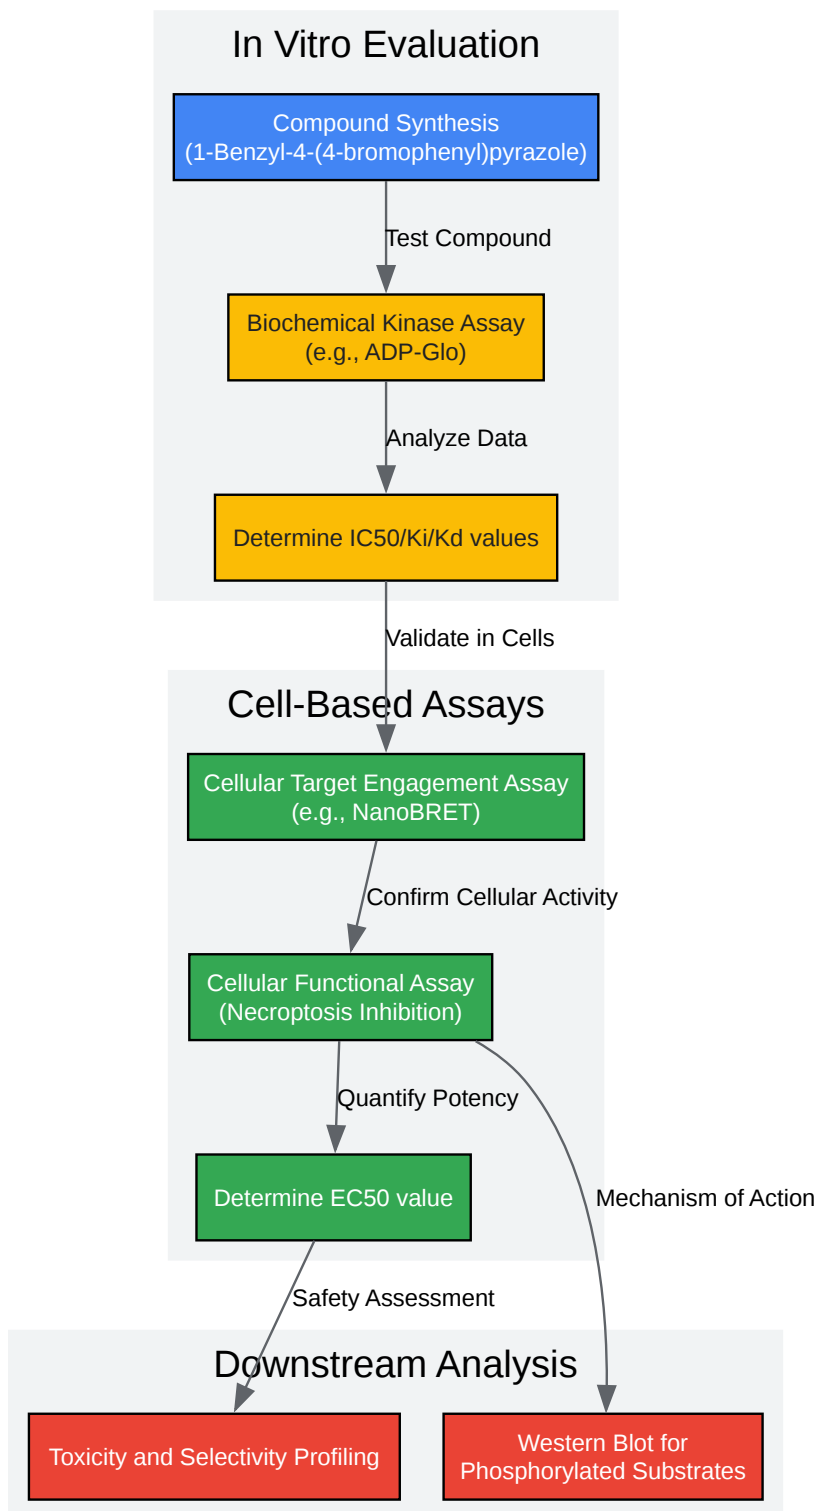 In Vitro Evaluation
Compound Synthesis
(1-Benzyl-4-(4-bromophenyl)pyrazole)
Test Compound
Biochemical Kinase Assay
(e.g., ADP-Glo)
Analyze Data
Determine IC50/Ki/Kd values
Validate in Cells
Cell-Based Assays
Cellular Target Engagement Assay
(e.g., NanoBRET)
Confirm Cellular Activity
Cellular Functional Assay
(Necroptosis Inhibition)
Quantify Potency
Determine EC50 value
Mechanism of Action
Safety Assessment
Downstream Analysis
Toxicity and Selectivity Profiling
Western Blot for
Phosphorylated Substrates